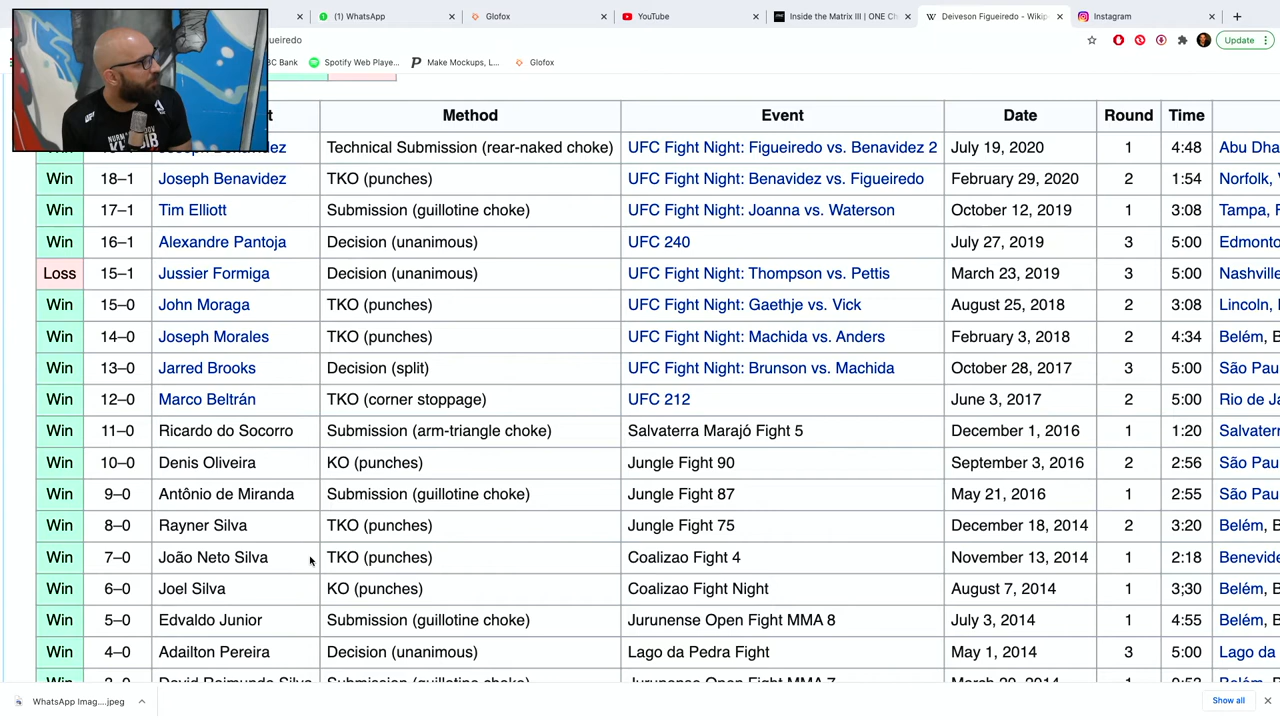 (1) WhatsApp
Glofox
YouTube
Inside the Matrix III | ONE Ch
Deiveson Figueiredo - Wikip
Instagram
ueiredo
Update
BC Bank
Spotify Web Playe...
Make Mockups, L...
Glofox
t Method Event Date Round Time
Technical Submission (rear-naked choke) UFC Fight Night: Figueiredo vs. Benavidez 2 July 19, 2020 1 4:48 Abu Dha
Win 18–1 Joseph Benavidez TKO (punches) UFC Fight Night: Benavidez vs. Figueiredo February 29, 2020 2 1:54 Norfolk, V
Win 17–1 Tim Elliott Submission (guillotine choke) UFC Fight Night: Joanna vs. Waterson October 12, 2019 1 3:08 Tampa, F
Win 16–1 Alexandre Pantoja Decision (unanimous) UFC 240 July 27, 2019 3 5:00 Edmonto
Loss 15–1 Jussier Formiga Decision (unanimous) UFC Fight Night: Thompson vs. Pettis March 23, 2019 3 5:00 Nashville
Win 15–0 John Moraga TKO (punches) UFC Fight Night: Gaethje vs. Vick August 25, 2018 2 3:08 Lincoln, 
Win 14–0 Joseph Morales TKO (punches) UFC Fight Night: Machida vs. Anders February 3, 2018 2 4:34 Belém, B
Win 13–0 Jarred Brooks Decision (split) UFC Fight Night: Brunson vs. Machida October 28, 2017 3 5:00 São Pau
Win 12–0 Marco Beltrán TKO (corner stoppage) UFC 212 June 3, 2017 2 5:00 Rio de Ja
Win 11–0 Ricardo do Socorro Submission (arm-triangle choke) Salvaterra Marajó Fight 5 December 1, 2016 1 1:20 Salvaterr
Win 10–0 Denis Oliveira KO (punches) Jungle Fight 90 September 3, 2016 2 2:56 São Pau
Win 9–0 Antônio de Miranda Submission (guillotine choke) Jungle Fight 87 May 21, 2016 1 2:55 São Pau
Win 8–0 Rayner Silva TKO (punches) Jungle Fight 75 December 18, 2014 2 3:20 Belém, B
Win 7–0 João Neto Silva TKO (punches) Coalizao Fight 4 November 13, 2014 1 2:18 Benevide
Win 6–0 Joel Silva KO (punches) Coalizao Fight Night August 7, 2014 1 3;30 Belém, B
Win 5–0 Edvaldo Junior Submission (guillotine choke) Jurunense Open Fight MMA 8 July 3, 2014 1 4:55 Belém, B
Win 4–0 Adailton Pereira Decision (unanimous) Lago da Pedra Fight May 1, 2014 3 5:00 Lago da
WhatsApp Imag....jpeg
Show all